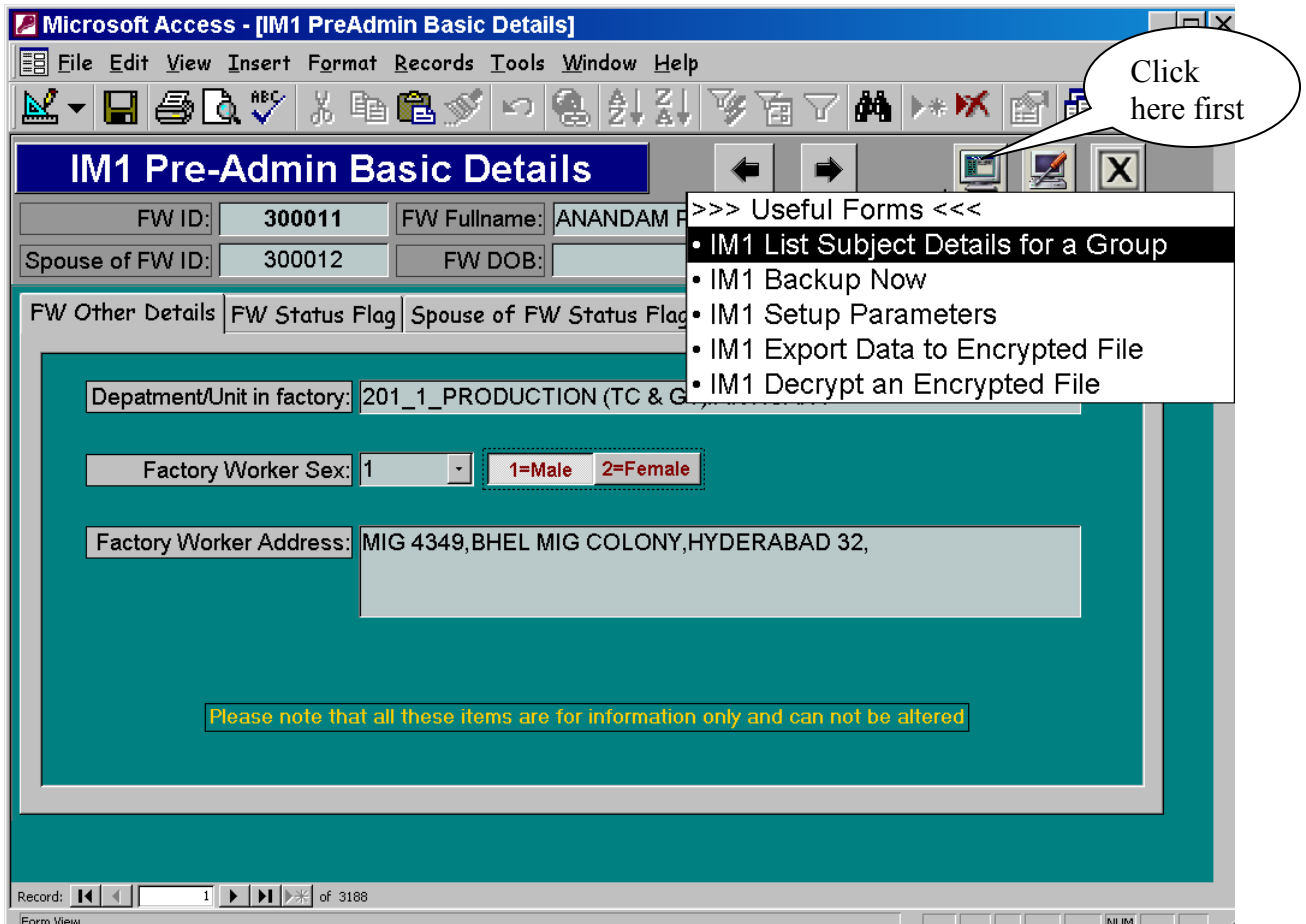 Microsoft Access - [IM1 PreAdmin Basic Details]
File Edit View Insert Format Records Tools Window Help
Click
here first
IM1 Pre-Admin Basic Details
>>> Useful Forms <<<
FW ID: 300011 FW Fullname: ANANDAM
• IM1 List Subject Details for a Group
Spouse of FW ID: 300012 FW DOB:
• IM1 Backup Now
FW Other Details FW Status Flag Spouse of FW Status Flag
• IM1 Setup Parameters
• IM1 Export Data to Encrypted File
• IM1 Decrypt an Encrypted File
Depatment/Unit in factory: 201_1_PRODUCTION (TC &
Factory Worker Sex: 1 1=Male 2=Female
Factory Worker Address: MIG 4349,BHEL MIG COLONY,HYDERABAD 32,
Please note that all these items are for information only and can not be altered
Record: 1 of 3188
Form View NUM